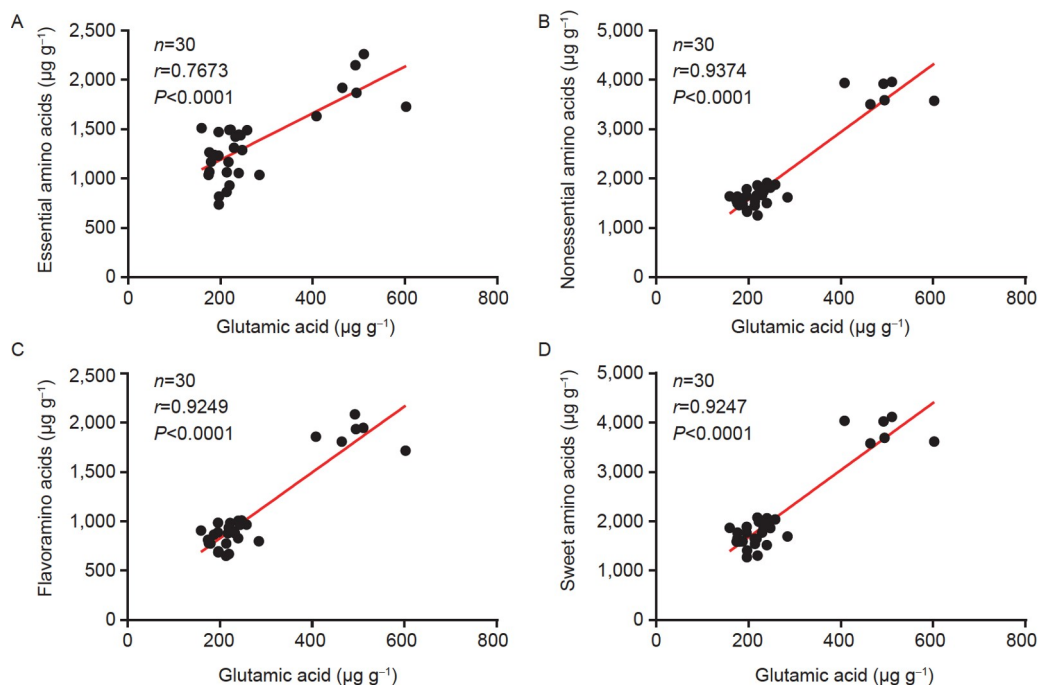 A
n=30
r=0.7673
P<0.0001
Essential amino acids (µg g⁻¹)
2,500
2,000
1,500
1,000
500
0
0 200 400 600 800
Glutamic acid (µg g⁻¹)
B
n=30
r=0.9374
P<0.0001
Nonessential amino acids (µg g⁻¹)
5,000
4,000
3,000
2,000
1,000
0
0 200 400 600 800
Glutamic acid (µg g⁻¹)
C
n=30
r=0.9249
P<0.0001
Flavoramino acids (µg g⁻¹)
2,500
2,000
1,500
1,000
500
0
0 200 400 600 800
Glutamic acid (µg g⁻¹)
D
n=30
r=0.9247
P<0.0001
Sweet amino acids (µg g⁻¹)
5,000
4,000
3,000
2,000
1,000
0
0 200 400 600 800
Glutamic acid (µg g⁻¹)